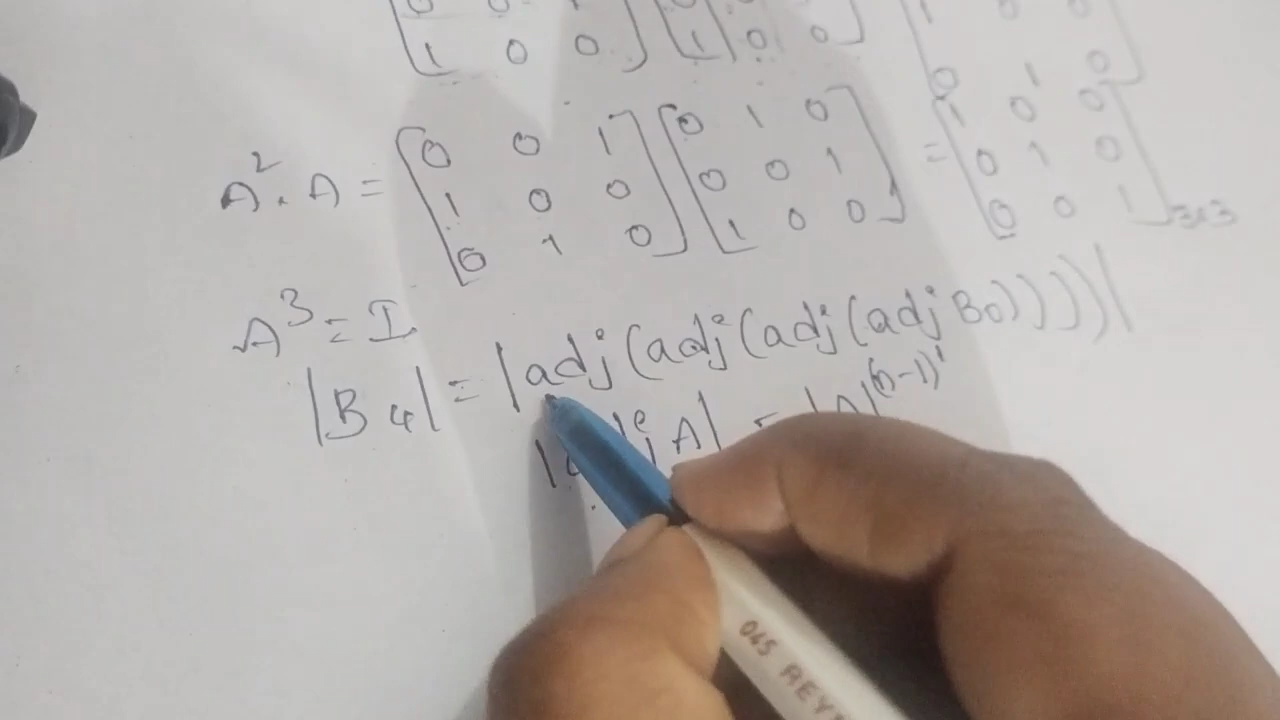 1 0 0 1 0 0 1 0 0
0 1 0
A². A = [0 0 1] [0 1 0] = [1 0 0]
[1 0 0] [0 0 1] [0 1 0]
[0 1 0] [1 0 0] [0 0 1]3×3
A³ = I
|B4| = |adj(adj(adj(adj B0))))|
A| = |A|^(n-1)'
045 REY